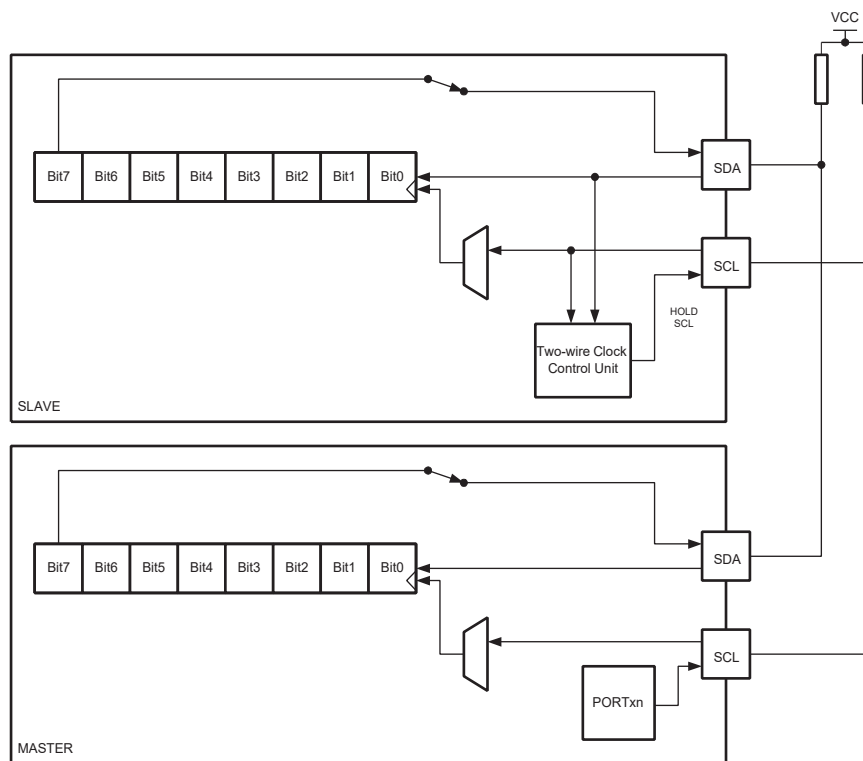 VCC
Bit7 Bit6 Bit5 Bit4 Bit3 Bit2 Bit1 Bit0
SDA
SCL
HOLD
SCL
Two-wire Clock
Control Unit
SLAVE
Bit7 Bit6 Bit5 Bit4 Bit3 Bit2 Bit1 Bit0
SDA
SCL
PORTxn
MASTER